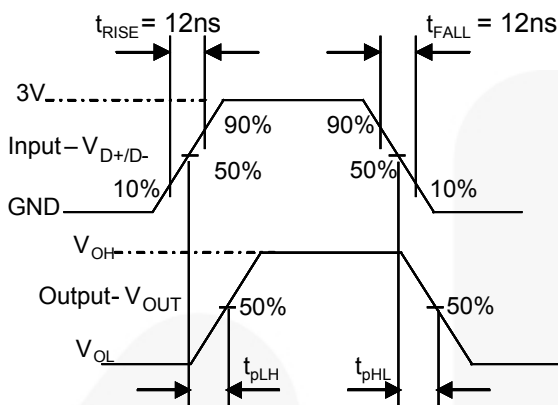 tRISE = 12ns
tFALL = 12ns
3V
90%
90%
Input – VD+/D-
50%
50%
10%
10%
GND
VOH
Output- VOUT
50%
50%
VOL
tpLH
tpHL